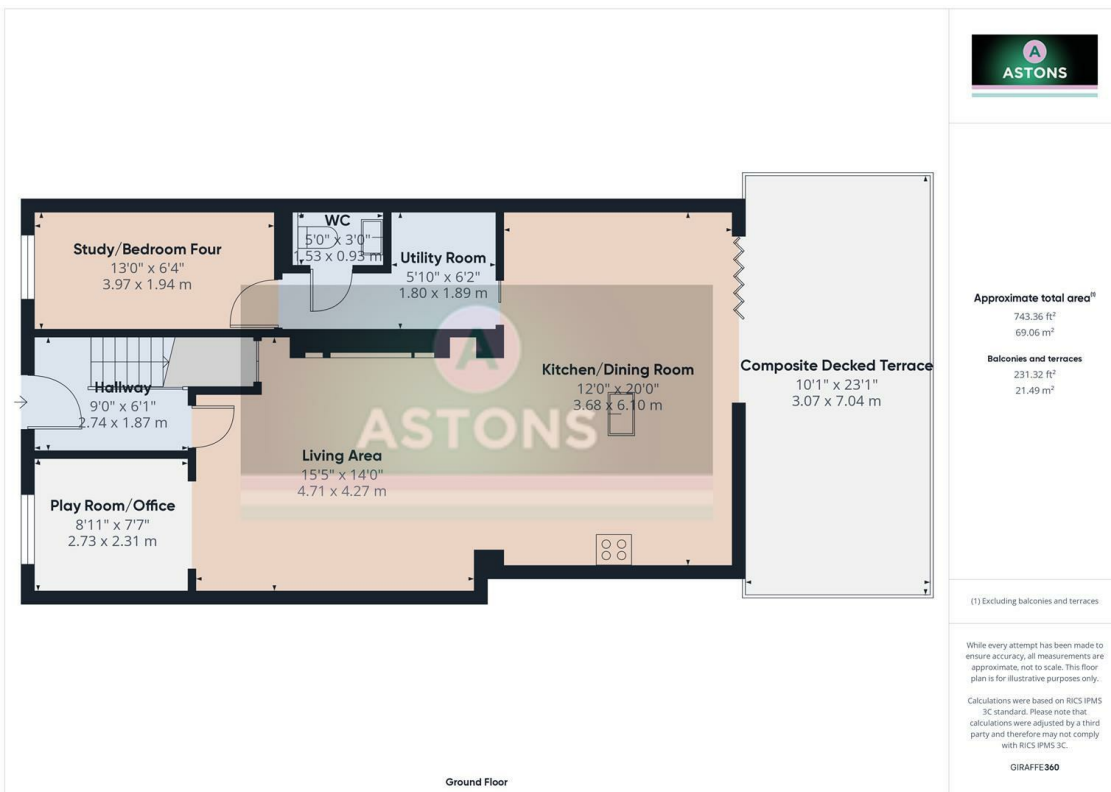 A
ASTONS
Study/Bedroom Four
13'0" x 6'4"
3.97 x 1.94 m
WC
5'0" x 3'0"
1.53 x 0.93 m
Utility Room
5'10" x 6'2"
1.80 x 1.89 m
Hallway
9'0" x 6'1"
2.74 x 1.87 m
Kitchen/Dining Room
12'0" x 20'0"
3.68 x 6.10 m
Composite Decked Terrace
10'1" x 23'1"
3.07 x 7.04 m
A
ASTONS
Living Area
15'5" x 14'0"
4.71 x 4.27 m
Play Room/Office
8'11" x 7'7"
2.73 x 2.31 m
Ground Floor
Approximate total area(1)
743.36 ft²
69.06 m²
Balconies and terraces
231.32 ft²
21.49 m²
(1) Excluding balconies and terraces
While every attempt has been made to
ensure accuracy, all measurements are
approximate, not to scale. This floor
plan is for illustrative purposes only.
Calculations were based on RICS IPMS
3C standard. Please note that
calculations were adjusted by a third
party and therefore may not comply
with RICS IPMS 3C.
GIRAFFE360